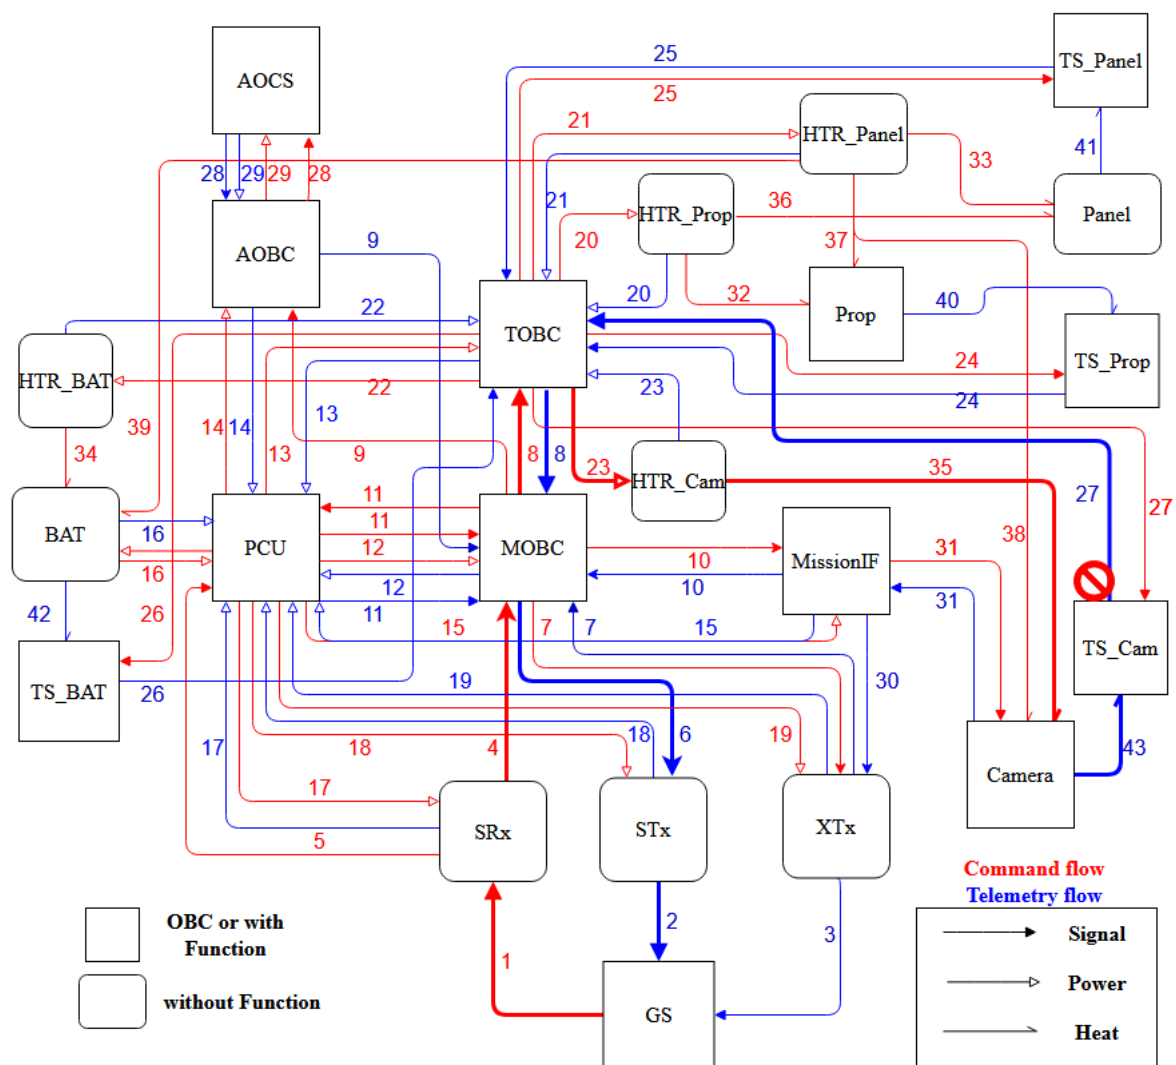 25
TS_Panel
AOCS
25
21
HTR_Panel
41
33
28
29
29
28
21
36
HTR_Prop
Panel
20
9
37
AOBC
20
32
40
22
Prop
TOBC
TS_Prop
24
HTR_BAT
22
23
24
39
13
14
14
34
13
9
8
8
23
HTR_Cam
35
27
27
11
BAT
16
PCU
11
MOBC
38
12
10
MissionIF
31
16
12
10
31
42
26
11
15
7
7
15
TS_Cam
TS_BAT
26
19
30
17
18
4
18
6
19
43
Camera
17
SRx
STx
XTx
5
Command flow
Telemetry flow
OBC or with
Function
2
3
Signal
1
Power
without Function
GS
Heat